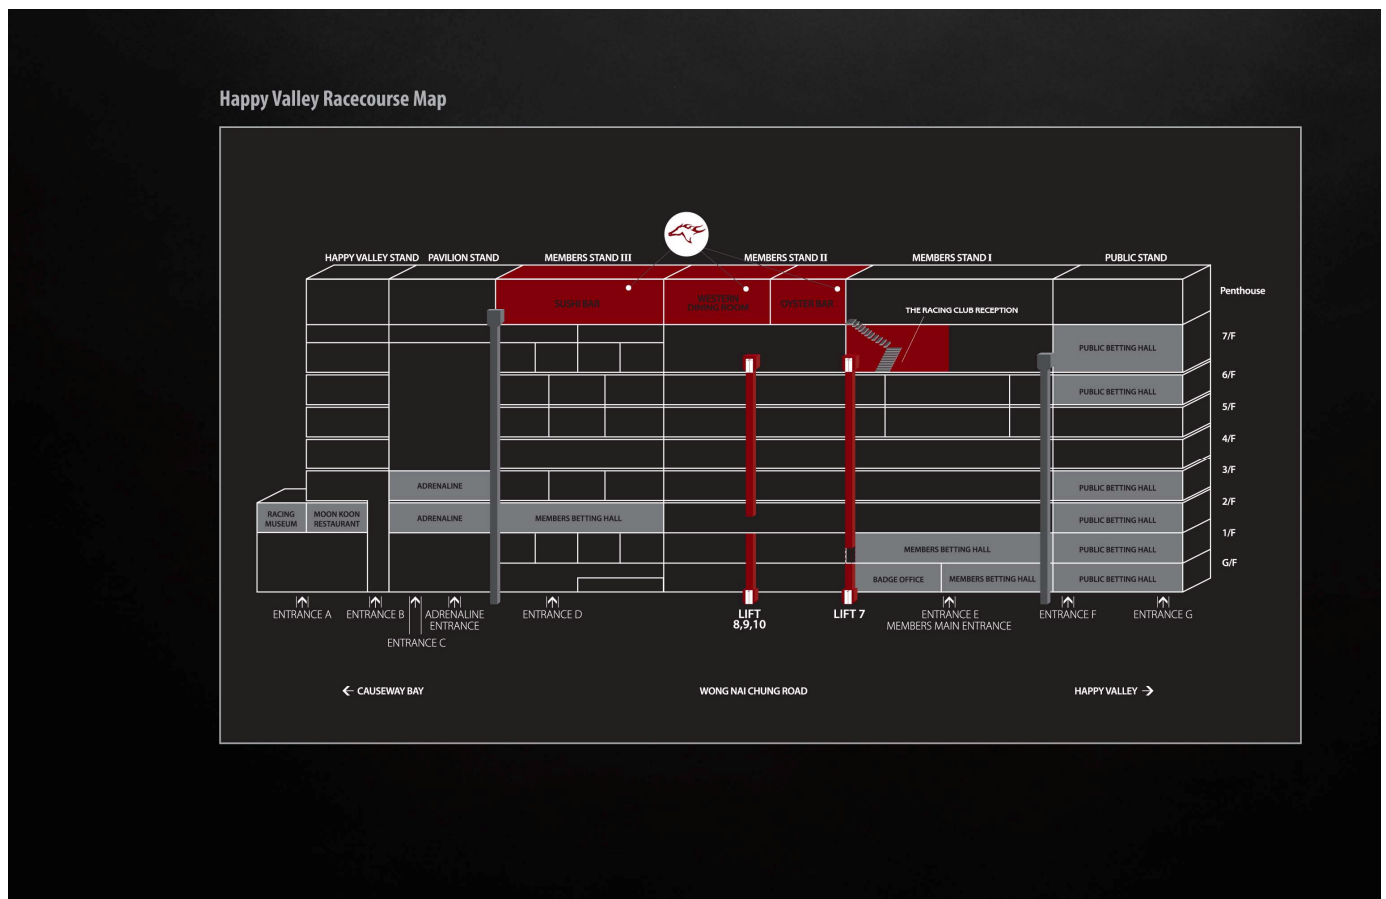 Happy Valley Racecourse Map
HAPPY VALLEY STAND
PAVILION STAND
MEMBERS STAND III
MEMBERS STAND II
MEMBERS STAND I
PUBLIC STAND
SUSHI BAR
WESTERN
DINING ROOM
OYSTER BAR
Penthouse
THE RACING CLUB RECEPTION
7/F
PUBLIC BETTING HALL
6/F
PUBLIC BETTING HALL
5/F
4/F
3/F
ADRENALINE
PUBLIC BETTING HALL
2/F
RACING
MUSEUM
MOON KOON
RESTAURANT
ADRENALINE
MEMBERS BETTING HALL
PUBLIC BETTING HALL
1/F
MEMBERS BETTING HALL
PUBLIC BETTING HALL
G/F
BADGE OFFICE
MEMBERS BETTING HALL
PUBLIC BETTING HALL
ENTRANCE A
ENTRANCE B
ENTRANCE C
ADRENALINE
ENTRANCE
ENTRANCE D
LIFT
8,9,10
LIFT 7
ENTRANCE E
MEMBERS MAIN ENTRANCE
ENTRANCE F
ENTRANCE G
← CAUSEWAY BAY
WONG NAI CHUNG ROAD
HAPPY VALLEY →